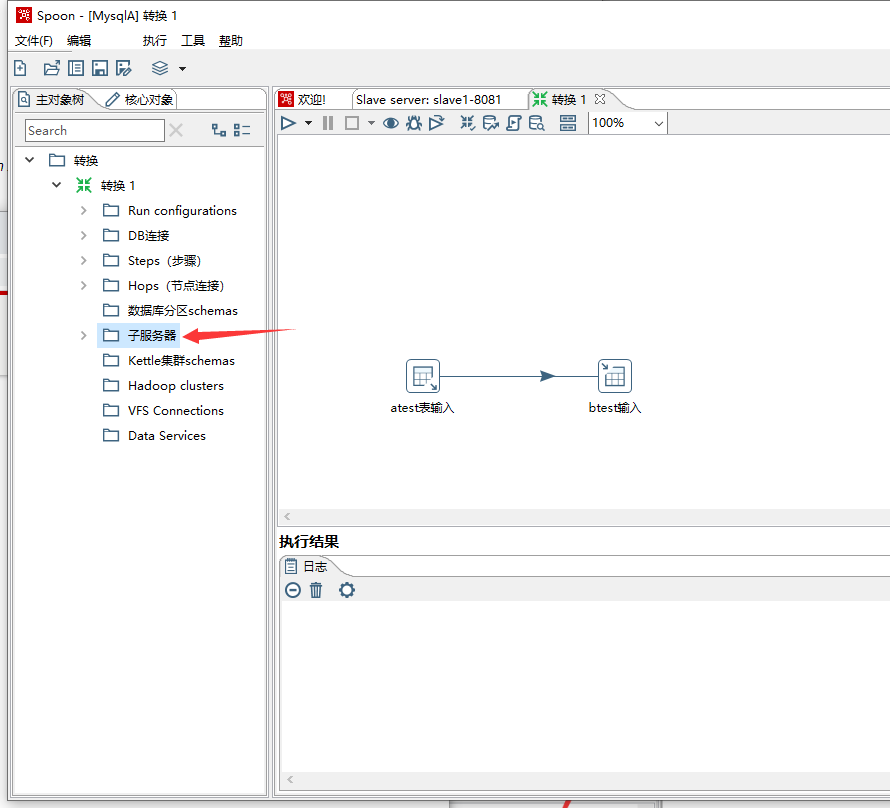 Spoon - [MysqlA] 转换 1
文件(F) 编辑 执行 工具 帮助
主对象树 核心对象
欢迎! Slave server: slave1-8081 转换 1
Search
100%
转换
转换 1
Run configurations
DB连接
Steps（步骤）
Hops（节点连接）
数据库分区schemas
子服务器
Kettle集群schemas
Hadoop clusters
VFS Connections
Data Services
atest表输入 btest输入
执行结果
日志